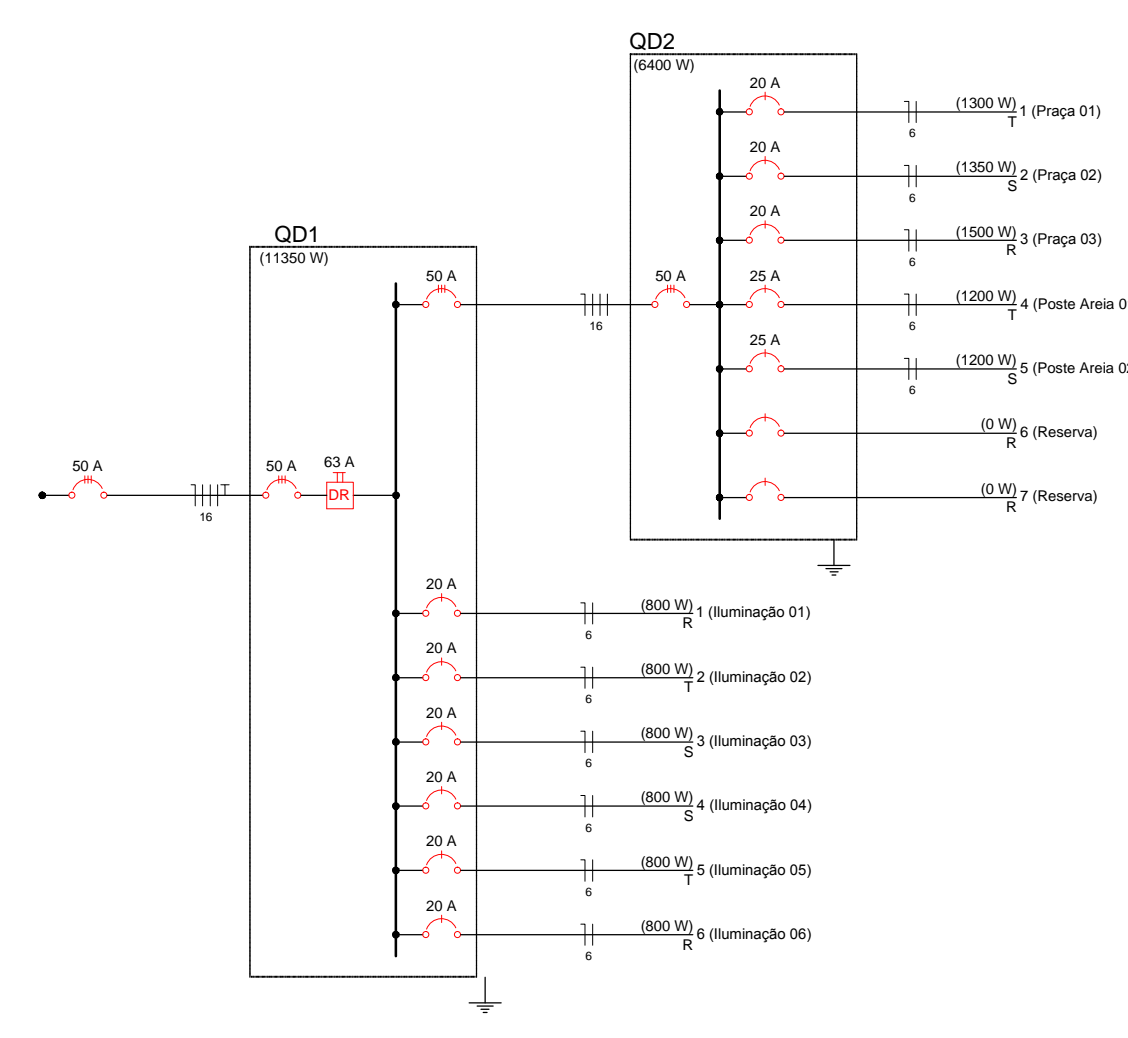 QD2
(6400 W)
20 A
(1300 W)
1 (Praça 01)
T
6
20 A
(1350 W)
2 (Praça 02)
S
6
20 A
(1500 W)
3 (Praça 03)
R
6
QD1
(11350 W)
50 A
16
50 A
25 A
(1200 W)
4 (Poste Areia 0
T
6
25 A
(1200 W)
5 (Poste Areia
S
6
(0 W)
6 (Reserva)
R
(0 W)
7 (Reserva)
R
50 A
16
50 A
63 A
DR
20 A
(800 W)
1 (Iluminação 01)
R
6
20 A
(800 W)
2 (Iluminação 02)
T
6
20 A
(800 W)
3 (Iluminação 03)
S
6
20 A
(800 W)
4 (Iluminação 04)
S
6
20 A
(800 W)
5 (Iluminação 05)
T
6
20 A
(800 W)
6 (Iluminação 06)
R
6